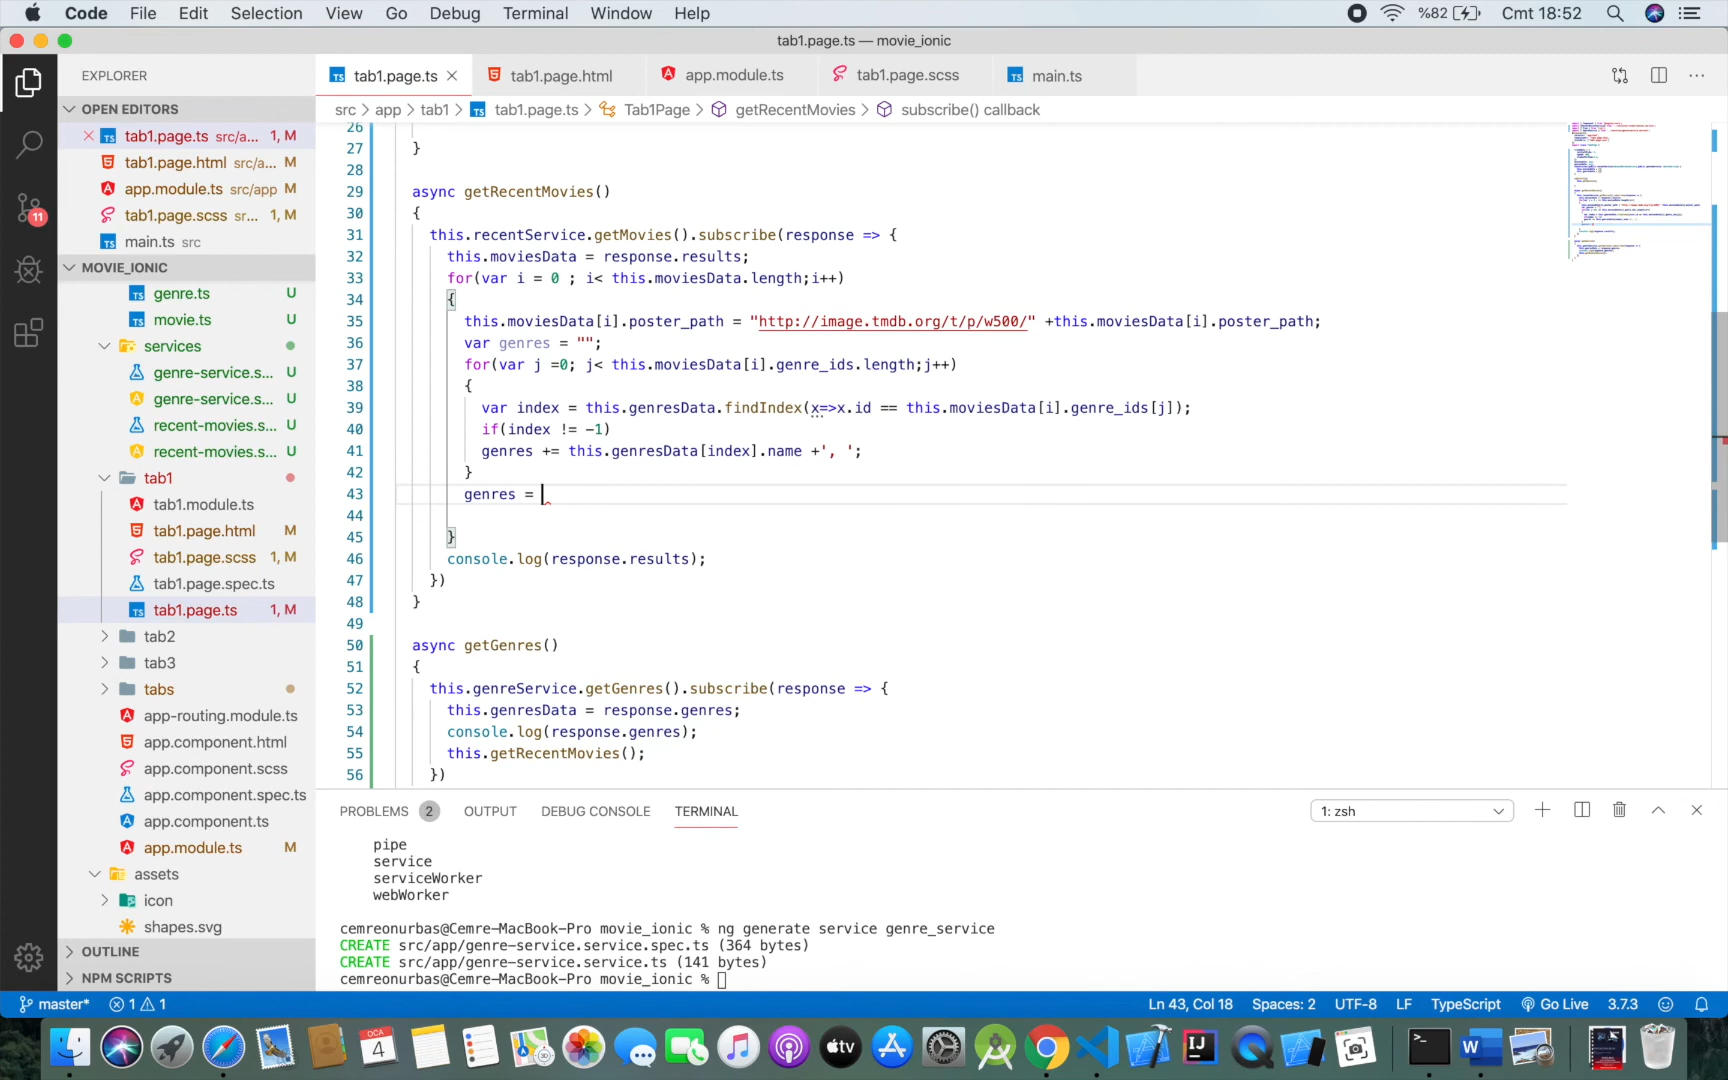 Code File Edit Selection View Go Debug Terminal Window Help %82 Cmt 18:52
tab1.page.ts — movie_ionic
EXPLORER
tab1.page.ts tab1.page.html app.module.ts tab1.page.scss main.ts
src > app > tab1 > tab1.page.ts > Tab1Page > getRecentMovies > subscribe() callback
OPEN EDITORS
tab1.page.ts src/a... 1, M
tab1.page.html src/a... M
app.module.ts src/app M
tab1.page.scss sr... M
main.ts src
MOVIE_IONIC
genre.ts U
movie.ts U
services
genre-service.s... U
genre-service.s... U
recent-movies.s... U
recent-movies.s... U
tab1
tab1.module.ts
tab1.page.html M
tab1.page.scss 1, M
tab1.page.spec.ts
tab1.page.ts 1, M
tab2
tab3
tabs
app-routing.module.ts
app.component.html
app.component.scss
app.component.spec.ts
app.component.ts
app.module.ts M
assets
icon
shapes.svg
OUTLINE
NPM SCRIPTS
11
26
27 }
28
29 async getRecentMovies()
30 {
31 this.recentService.getMovies().subscribe(response => {
32 this.moviesData = response.results;
33 for(var i = 0 ; i< this.moviesData.length;i++)
34 {
35 this.moviesData[i].poster_path = "http://image.tmdb.org/t/p/w500/" +this.moviesData[i].poster_path;
36 var genres = "";
37 for(var j =0; j< this.moviesData[i].genre_ids.length;j++)
38 {
39 var index = this.genresData.findIndex(x=>x.id == this.moviesData[i].genre_ids[j]);
40 if(index != -1)
41 genres += this.genresData[index].name +', ';
42 }
43 genres =
44
45 }
46 console.log(response.results);
47 })
48 }
49
50 async getGenres()
51 {
52 this.genreService.getGenres().subscribe(response => {
53 this.genresData = response.genres;
54 console.log(response.genres);
55 this.getRecentMovies();
56 })
PROBLEMS 2 OUTPUT DEBUG CONSOLE TERMINAL 1: zsh
pipe
service
serviceWorker
webWorker
cemreonurbas@Cemre-MacBook-Pro movie_ionic % ng generate service genre_service
CREATE src/app/genre-service.service.spec.ts (364 bytes)
CREATE src/app/genre-service.service.ts (141 bytes)
cemreonurbas@Cemre-MacBook-Pro movie_ionic %
master* 1 1 Ln 43, Col 18 Spaces: 2 UTF-8 LF TypeScript Go Live 3.7.3
OCA
4
3D
tv
IJ
W